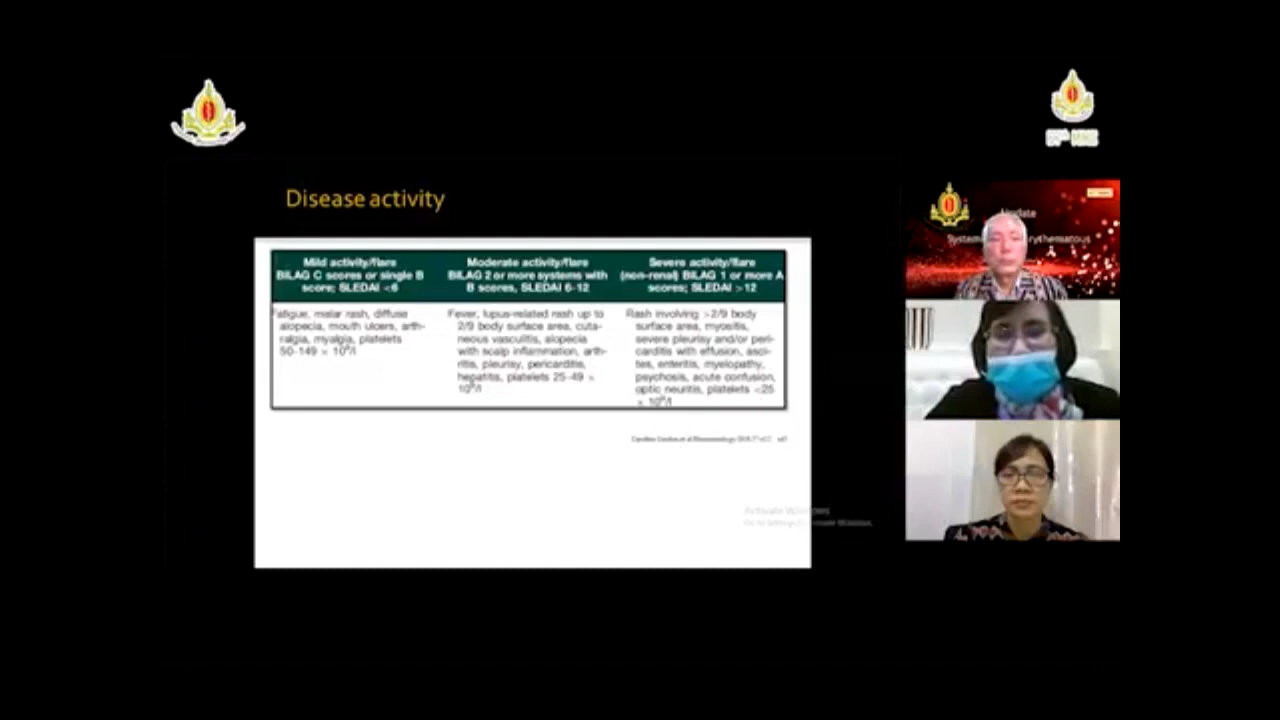 Disease activity
Mild activity/flare
BILAG C scores or single B
score; SLEDAI <6
Moderate activity/flare
BILAG 2 or more systems with
B scores, SLEDAI 6-12
Severe activity/flare
(non-renal) BILAG 1 or more A
scores; SLEDAI >12
Fatigue, malar rash, diffuse
alopecia, mouth ulcers, arth-
ralgia, myalgia, platelets
50-149 × 10⁹/l
Fever, lupus-related rash up to
2/9 body surface area, cuta-
neous vasculitis, alopecia
with scalp inflammation, arth-
ritis, pleurisy, pericarditis,
hepatitis, platelets 25-49 ×
10⁹/l
Rash involving >2/9 body
surface area, myositis,
severe pleurisy and/or peri-
carditis with effusion, asci-
tes, enteritis, myelopathy,
psychosis, acute confusion,
optic neuritis, platelets <25
× 10⁹/l
Activate Windows